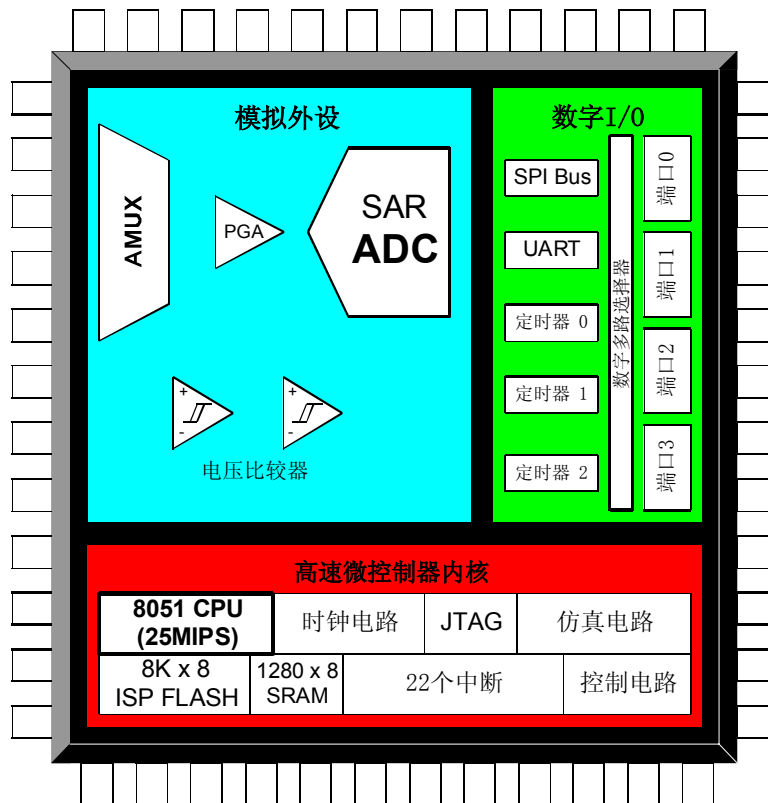 模拟外设
AMUX
PGA
SAR
ADC
+
-
+
-
电压比较器
数字I/0
SPI Bus
UART
定时器 0
定时器 1
定时器 2
数字多路选择器
端口0
端口1
端口2
端口3
高速微控制器内核
8051 CPU
(25MIPS)
时钟电路
JTAG
仿真电路
8K x 8
ISP FLASH
1280 x 8
SRAM
22个中断
控制电路